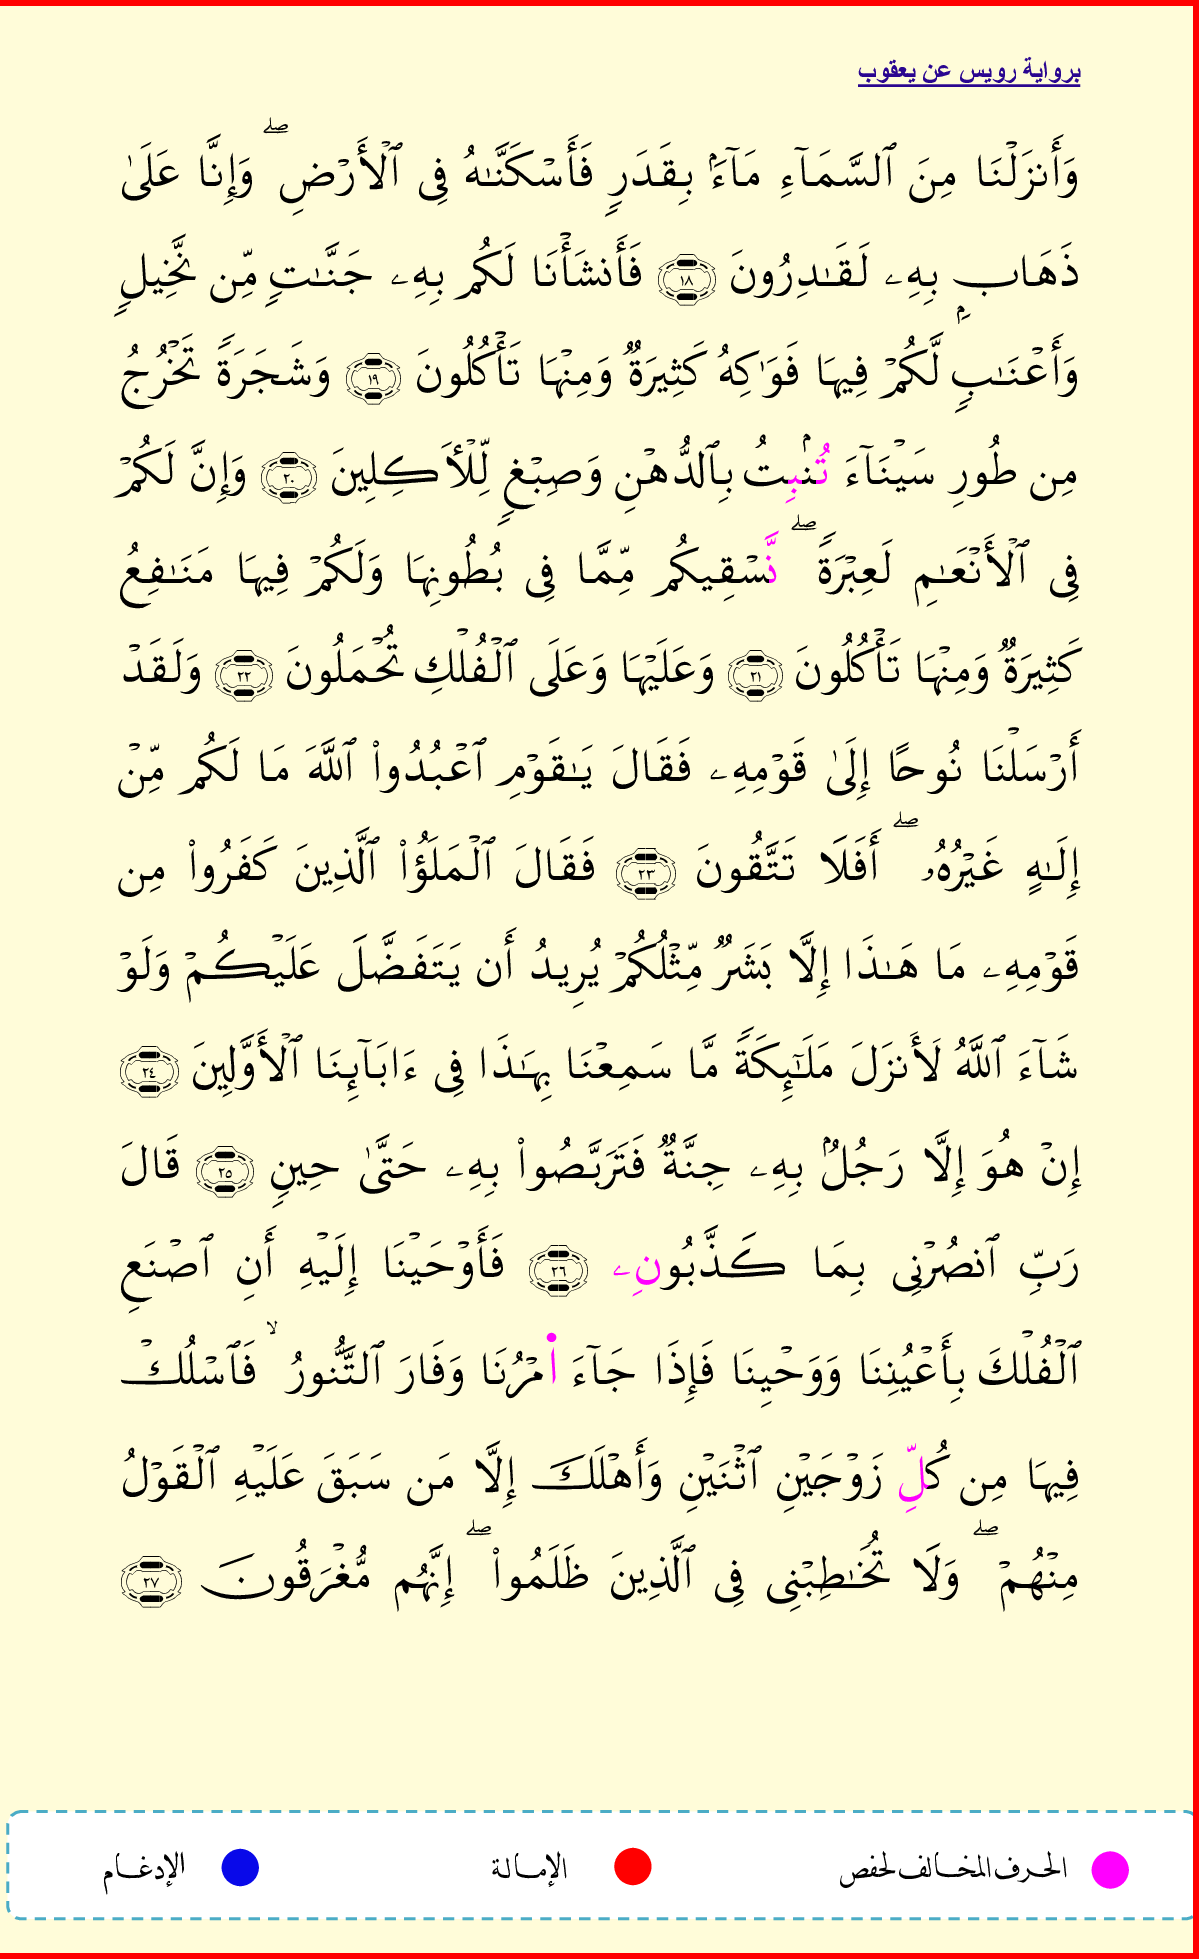 برواية رويس عن يعقوب
وَأَنزَلْنَا مِنَ ٱلسَّمَآءِ مَآءَۢ بِقَدَرٍ فَأَسْكَنَّـٰهُ فِى ٱلْأَرْضِ ۖ وَإِنَّا عَلَىٰ
ذَهَابٍۭ بِهِۦ لَقَـٰدِرُونَ ١٨ فَأَنشَأْنَا لَكُم بِهِۦ جَنَّـٰتٍ مِّن نَّخِيلٍ
وَأَعْنَـٰبٍ لَّكُمْ فِيهَا فَوَٰكِهُ كَثِيرَةٌ وَمِنْهَا تَأْكُلُونَ ١٩ وَشَجَرَةً تَخْرُجُ
مِن طُورِ سَيْنَآءَ تُنۢبِتُ بِٱلدُّهْنِ وَصِبْغٍ لِّلْـَٔاكِلِينَ ٢٠ وَإِنَّ لَكُمْ
فِى ٱلْأَنْعَـٰمِ لَعِبْرَةً ۖ نَّسْقِيكُم مِّمَّا فِى بُطُونِهَا وَلَكُمْ فِيهَا مَنَـٰفِعُ
كَثِيرَةٌ وَمِنْهَا تَأْكُلُونَ ٢١ وَعَلَيْهَا وَعَلَى ٱلْفُلْكِ تُحْمَلُونَ ٢٢ وَلَقَدْ
أَرْسَلْنَا نُوحًا إِلَىٰ قَوْمِهِۦ فَقَالَ يَـٰقَوْمِ ٱعْبُدُوا۟ ٱللَّهَ مَا لَكُم مِّنْ
إِلَـٰهٍ غَيْرُهُۥ ۖ أَفَلَا تَتَّقُونَ ٢٣ فَقَالَ ٱلْمَلَؤُا۟ ٱلَّذِينَ كَفَرُوا۟ مِن
قَوْمِهِۦ مَا هَـٰذَا إِلَّا بَشَرٌ مِّثْلُكُمْ يُرِيدُ أَن يَتَفَضَّلَ عَلَيْكُمْ وَلَوْ
شَآءَ ٱللَّهُ لَأَنزَلَ مَلَـٰٓئِكَةً مَّا سَمِعْنَا بِهَـٰذَا فِى ءَابَآئِنَا ٱلْأَوَّلِينَ ٢٤
إِنْ هُوَ إِلَّا رَجُلٌۢ بِهِۦ جِنَّةٌ فَتَرَبَّصُوا۟ بِهِۦ حَتَّىٰ حِينٍ ٢٥ قَالَ
رَبِّ ٱنصُرْنِى بِمَا كَذَّبُونِۦ ٢٦ فَأَوْحَيْنَا إِلَيْهِ أَنِ ٱصْنَعِ
ٱلْفُلْكَ بِأَعْيُنِنَا وَوَحْيِنَا فَإِذَا جَآءَ ا۬مْرُنَا وَفَارَ ٱلتَّنُّورُ ۙ فَٱسْلُكْ
فِيهَا مِن كُلِّ زَوْجَيْنِ ٱثْنَيْنِ وَأَهْلَكَ إِلَّا مَن سَبَقَ عَلَيْهِ ٱلْقَوْلُ
مِنْهُمْ ۖ وَلَا تُخَـٰطِبْنِى فِى ٱلَّذِينَ ظَلَمُوا۟ ۖ إِنَّهُم مُّغْرَقُونَ ٢٧
الحرف المخالف لحفص الإمالة الإدغام